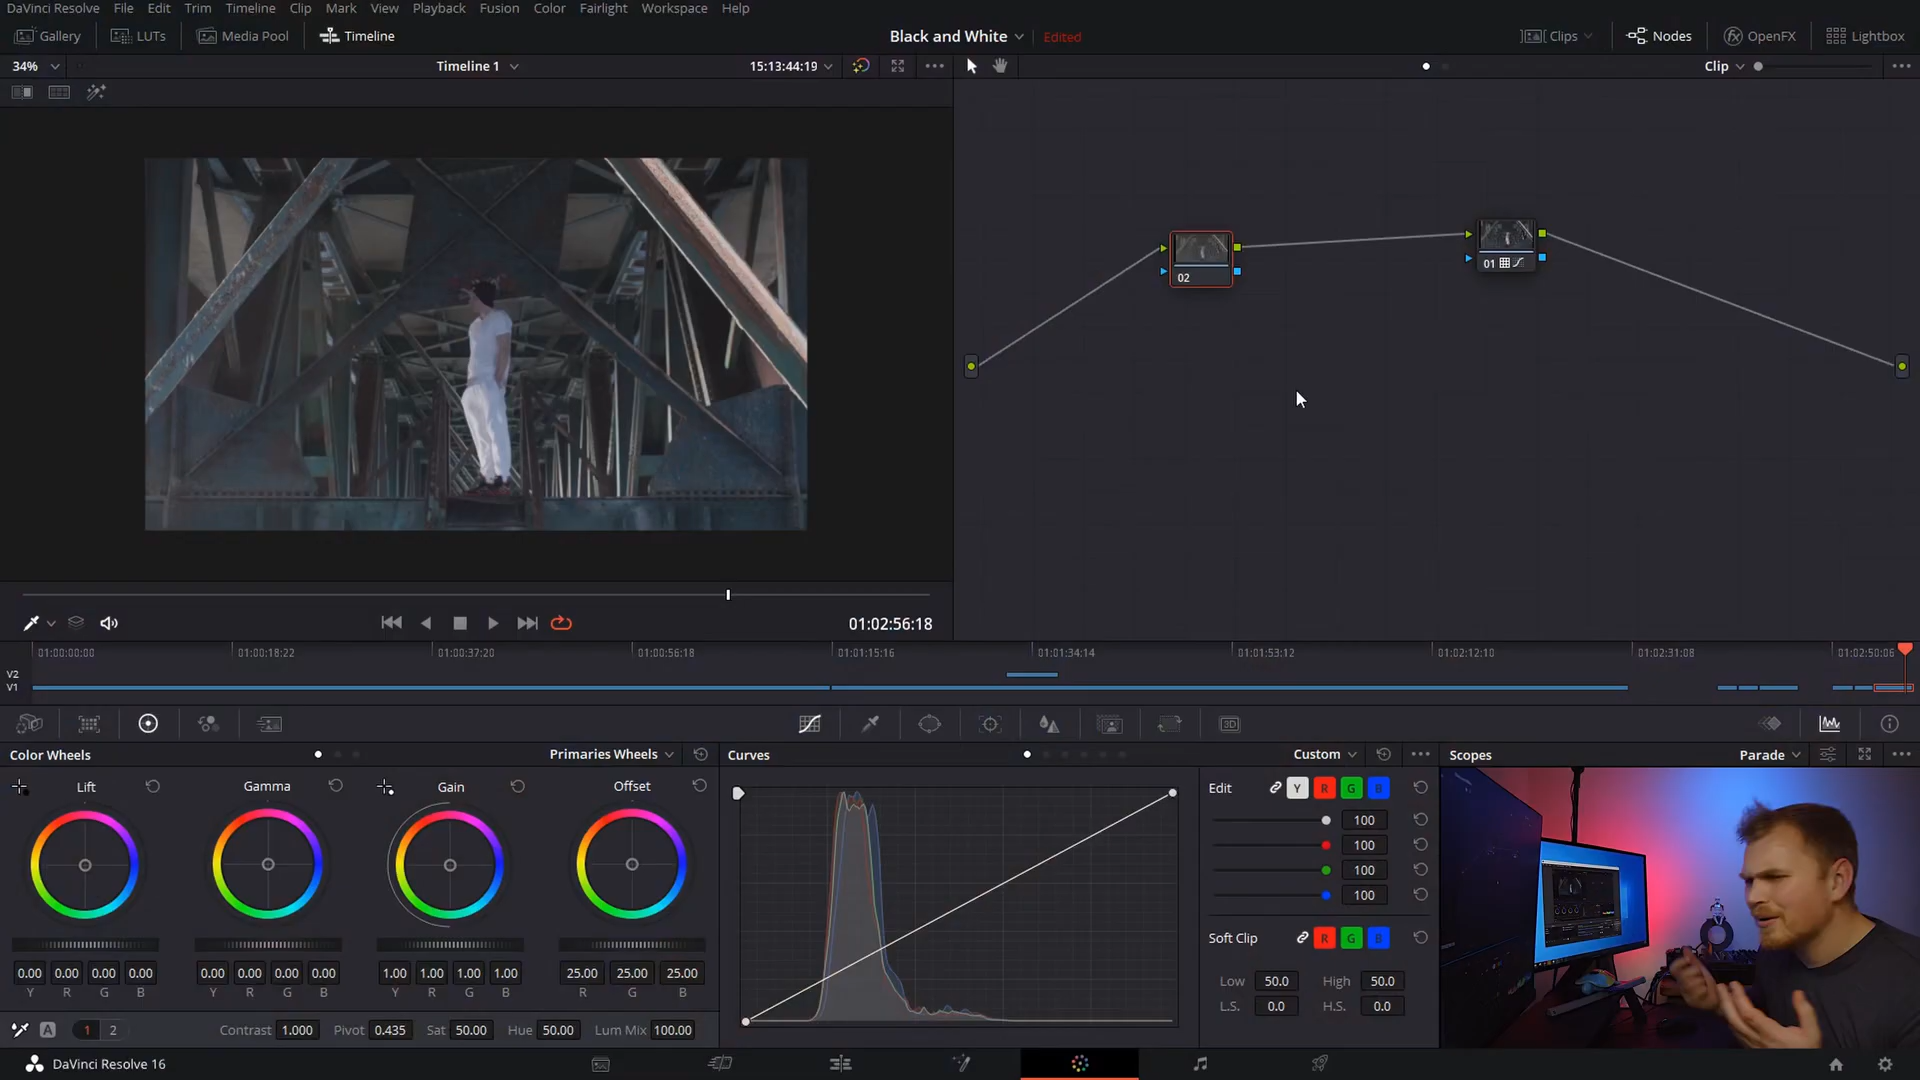 DaVinci Resolve File Edit Trim Timeline Clip Mark View Playback Fusion Color Fairlight Workspace Help
Gallery LUTs Media Pool Timeline Black and White Edited Clips Nodes OpenFX Lightbox
34% Timeline 1 15:13:44:19 Clip
02
01
01:02:56:18
01:00:00:00 01:00:18:22 01:00:37:20 01:00:56:18 01:01:15:16 01:01:34:14 01:01:53:12 01:02:12:10 01:02:31:08 01:02:50:06
V2
V1
3D
Color Wheels Primaries Wheels Curves Custom Scopes Parade
Lift Gamma Gain Offset Edit Y R G B
100
100
100
100
Soft Clip R G B
0.00 0.00 0.00 0.00 0.00 0.00 0.00 0.00 1.00 1.00 1.00 1.00 25.00 25.00 25.00
Y R G B Y R G B Y R G B R G B
Low 50.0 High 50.0
L.S. 0.0 H.S. 0.0
A 1 2 Contrast 1.000 Pivot 0.435 Sat 50.00 Hue 50.00 Lum Mix 100.00
DaVinci Resolve 16